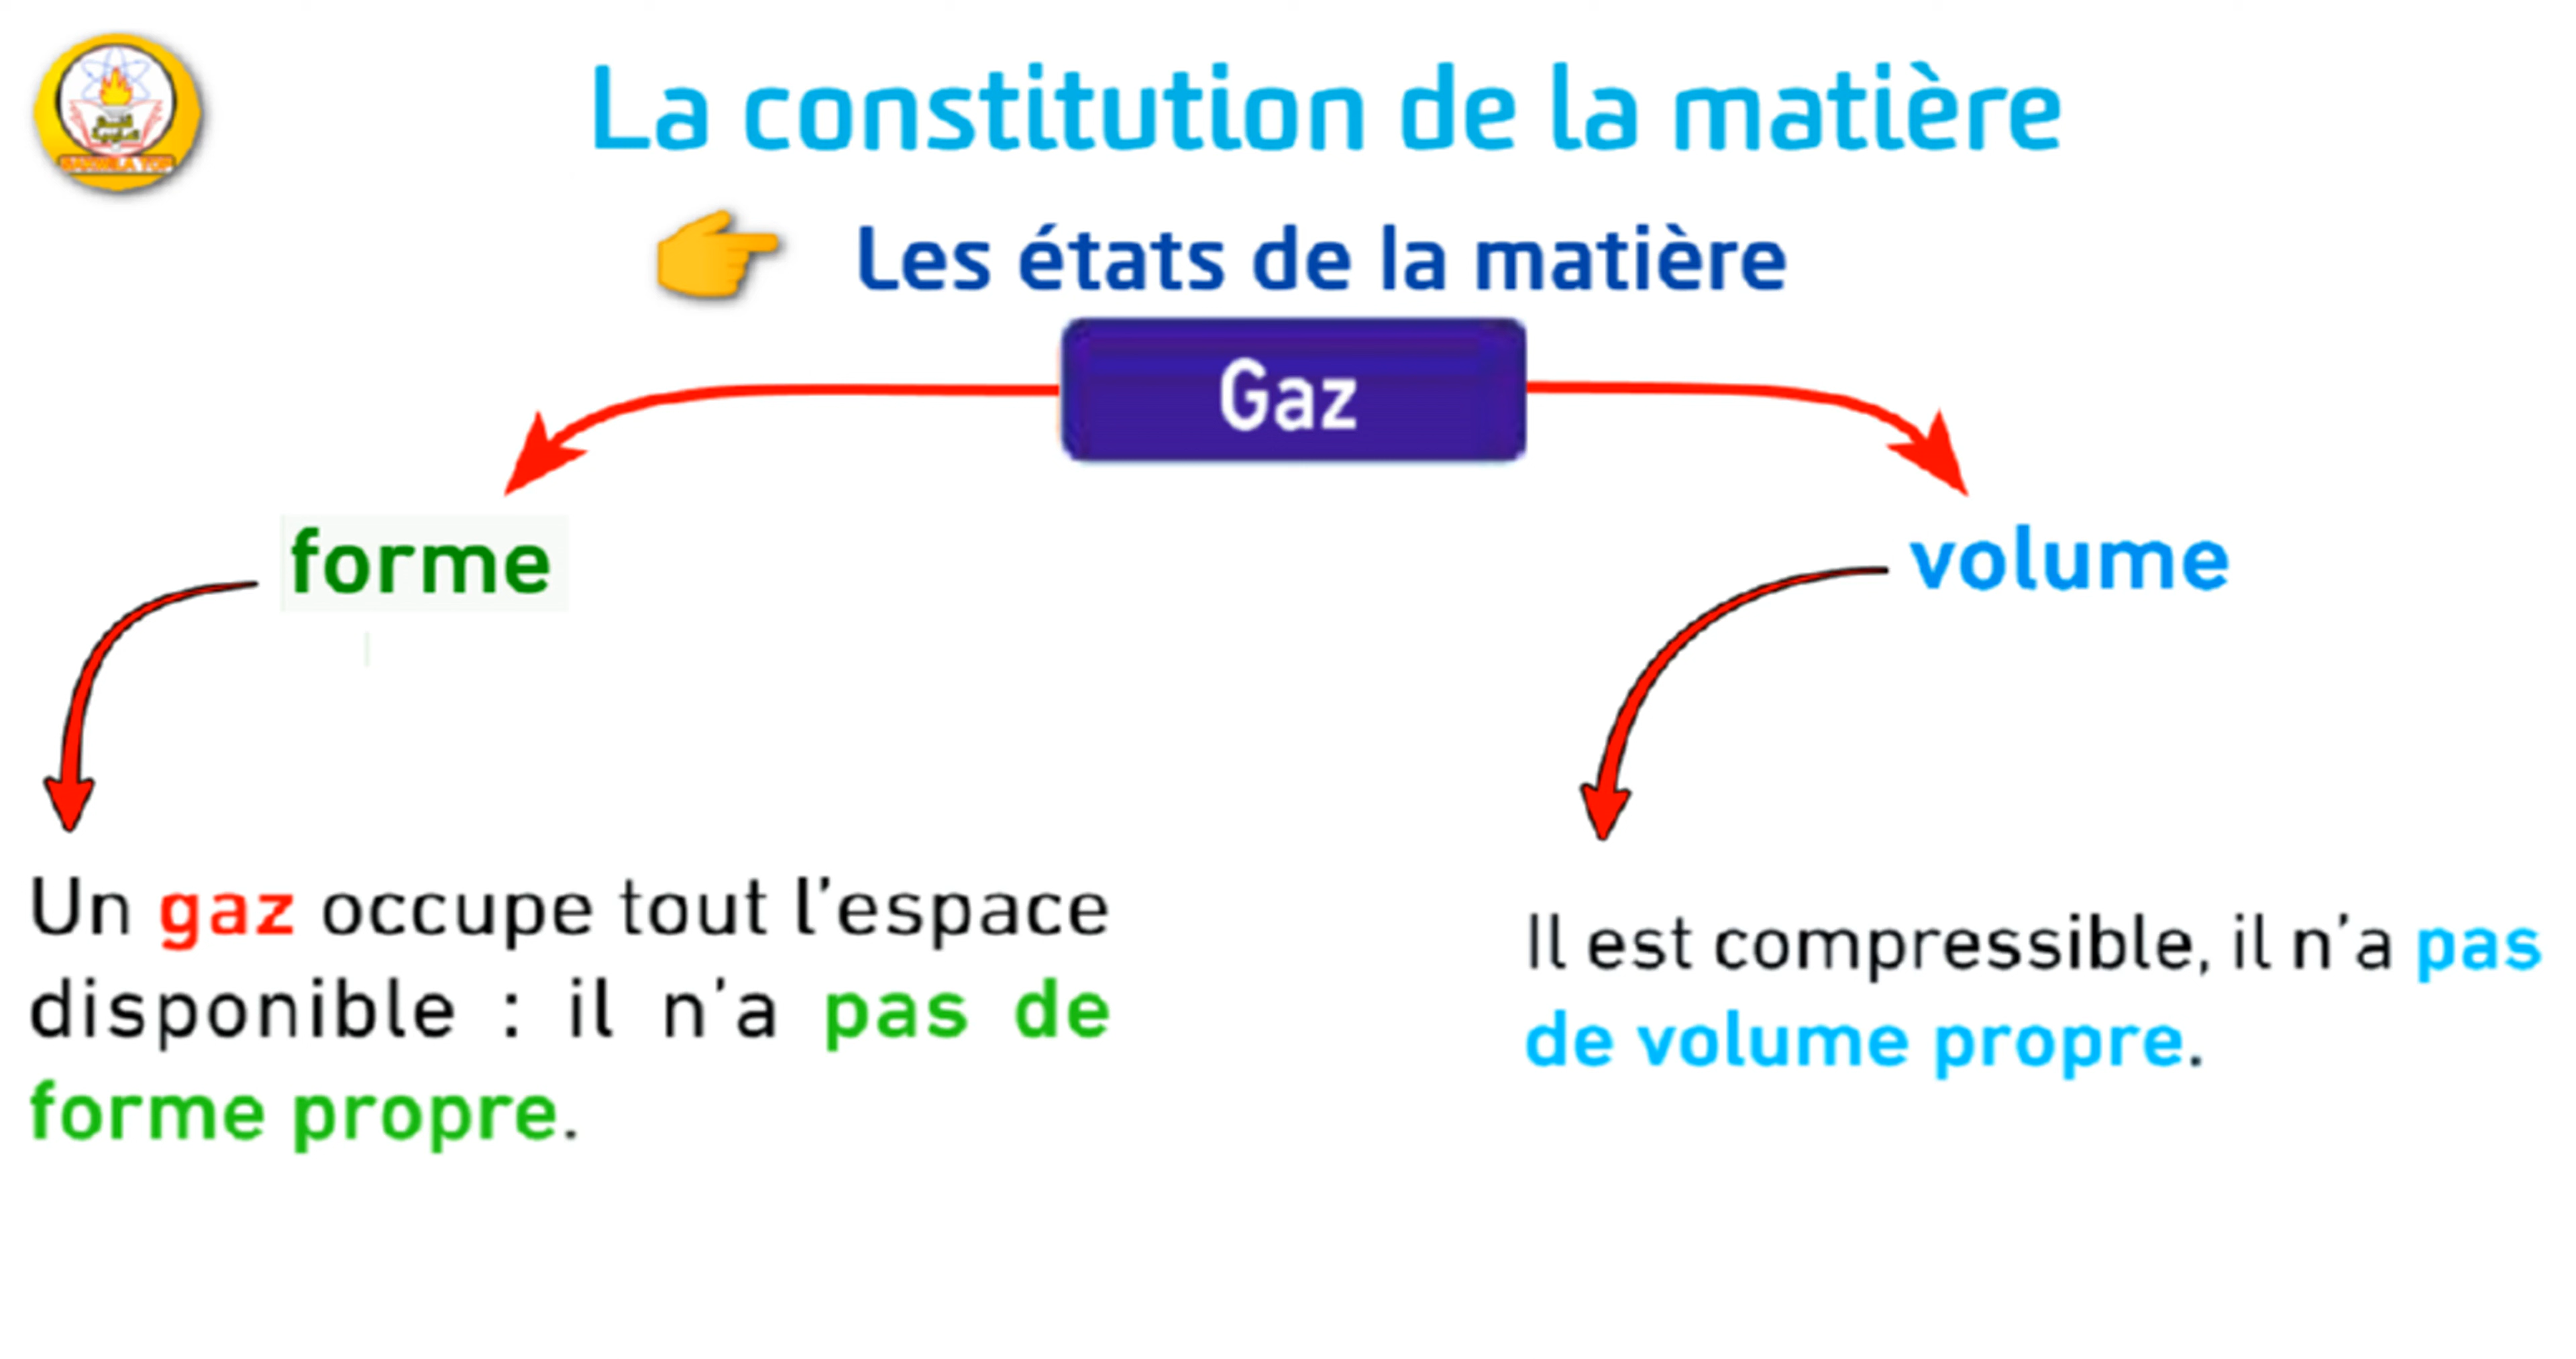 La constitution de la matière
Les états de la matière
Gaz
forme
volume
Un gaz occupe tout l’espace
disponible : il n’a pas de
forme propre.
Il est compressible, il n’a pas
de volume propre.